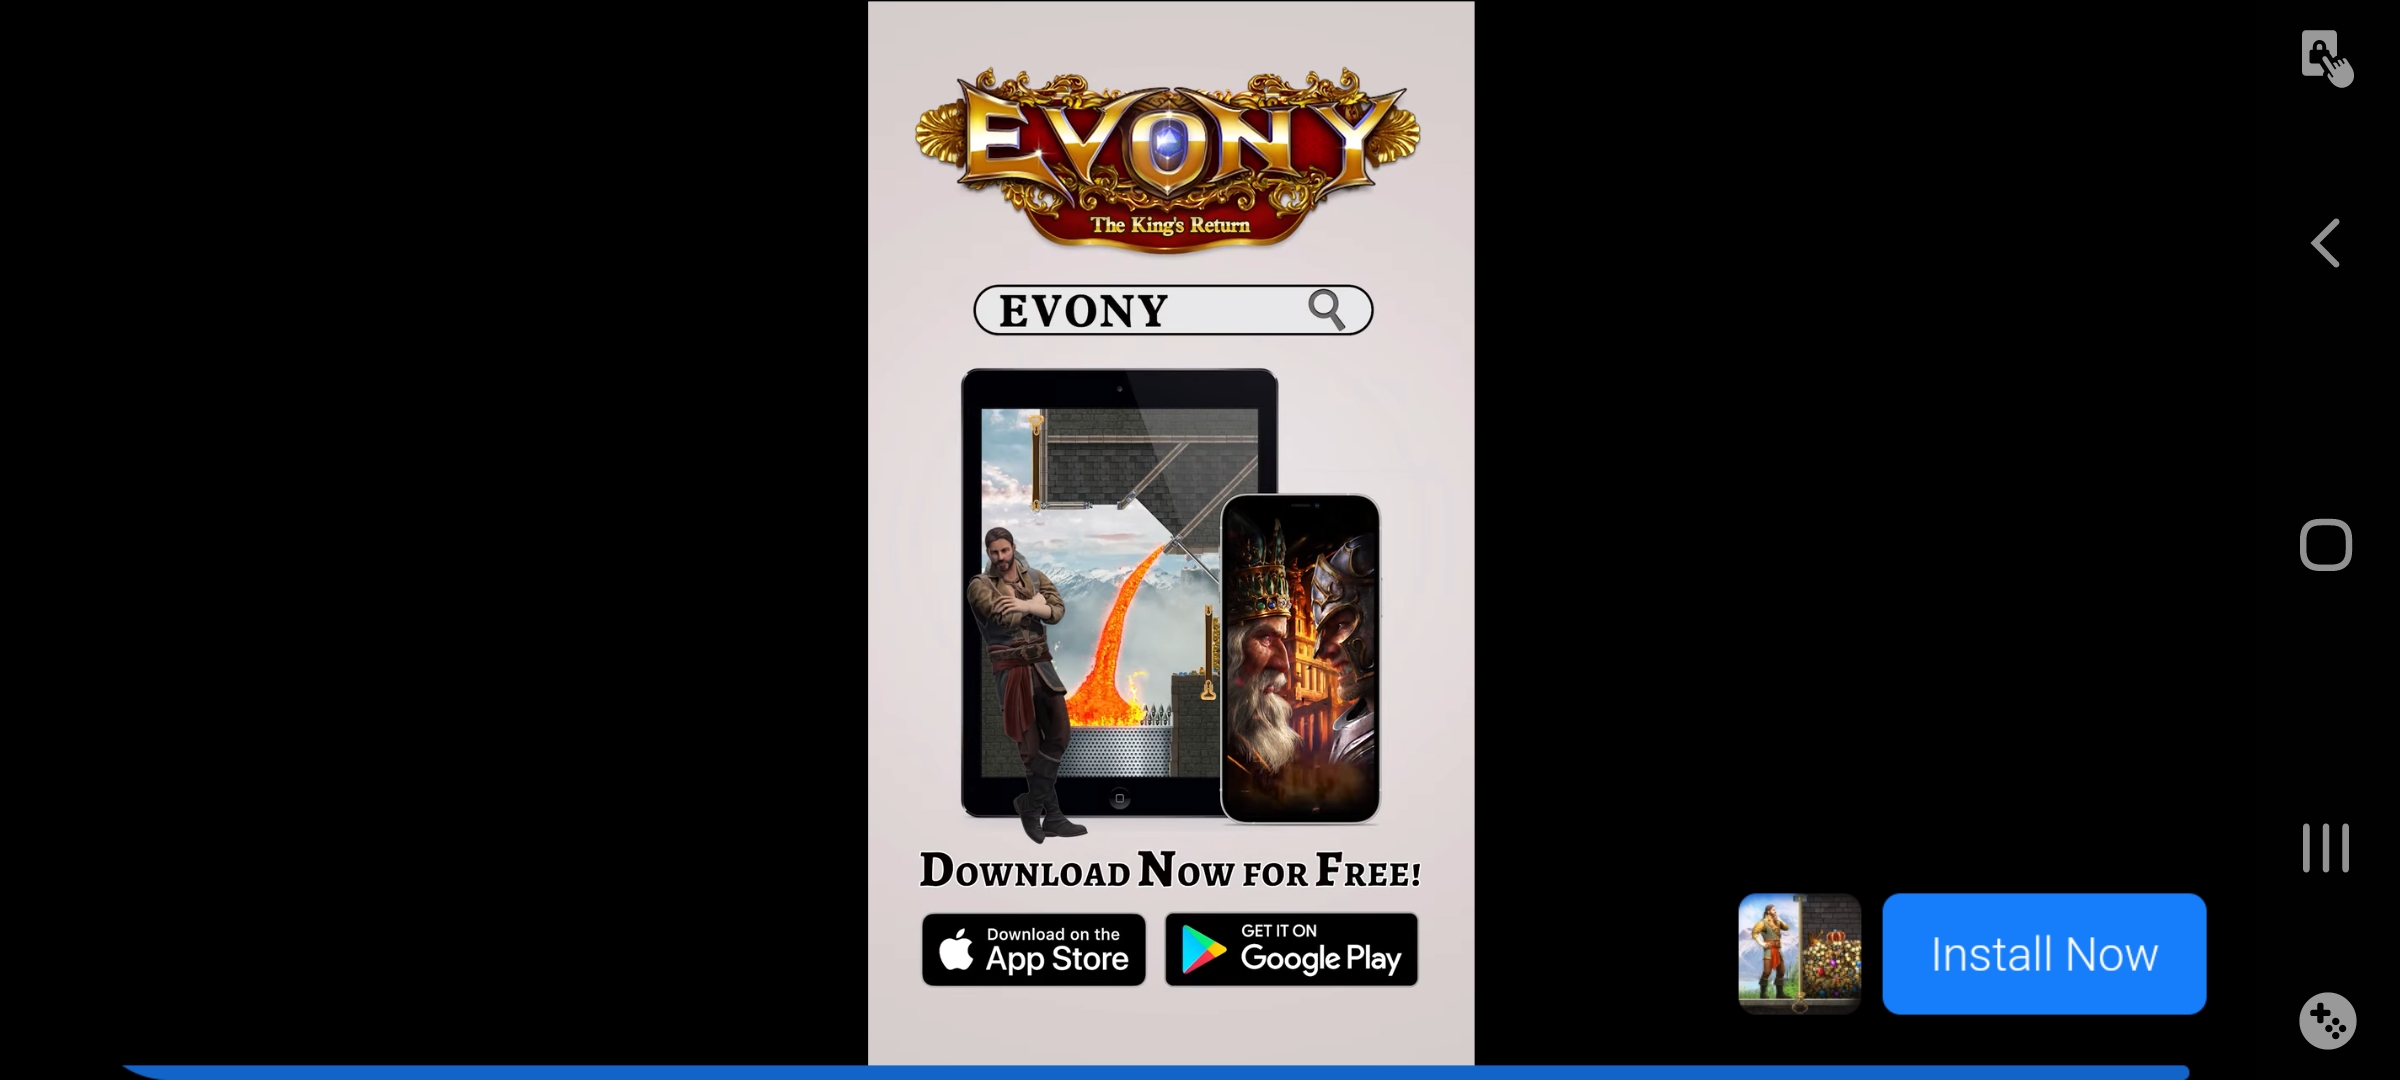 EVONY
The King's Return
EVONY
DOWNLOAD NOW FOR FREE!
Download on the
App Store
GET IT ON
Google Play
Install Now